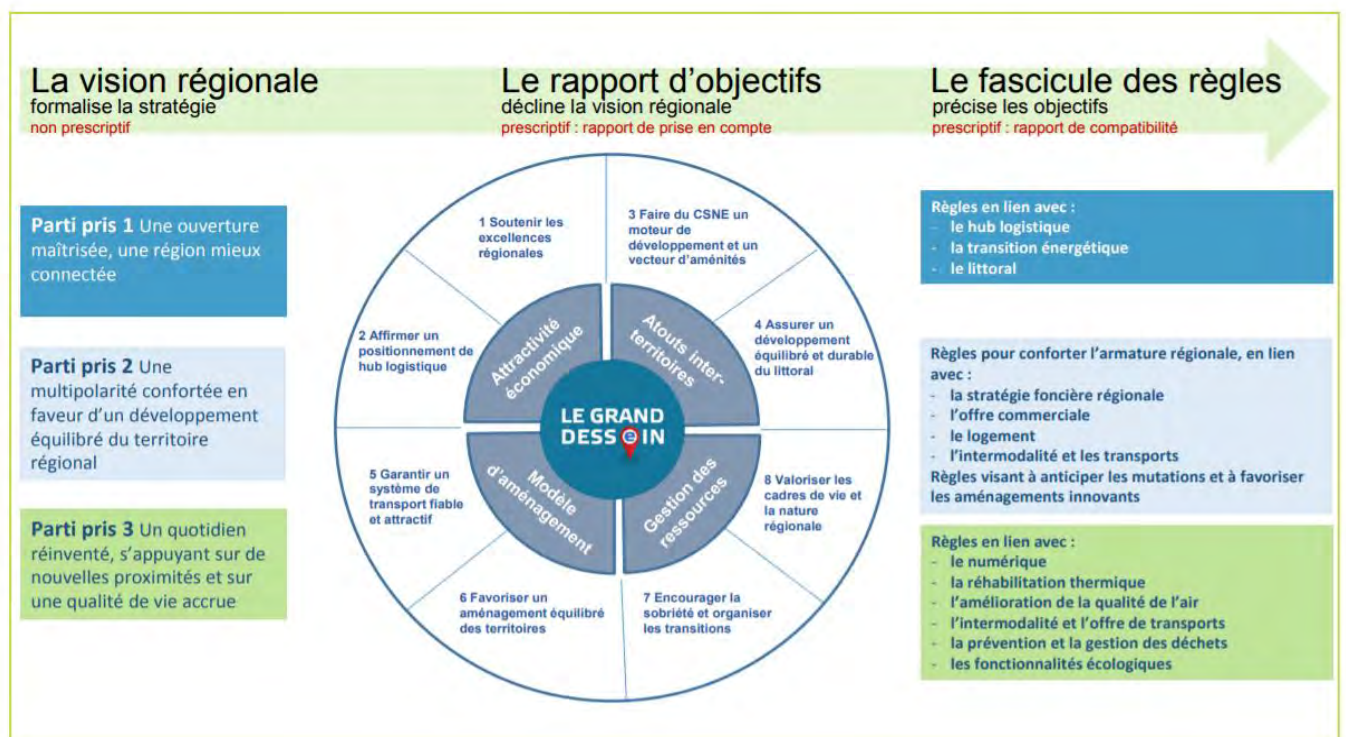 La vision régionale
formalise la stratégie
non prescriptif
Le rapport d’objectifs
décline la vision régionale
prescriptif : rapport de prise en compte
Le fascicule des règles
précise les objectifs
prescriptif : rapport de compatibilité
Parti pris 1 Une ouverture
maîtrisée, une région mieux
connectée
Parti pris 2 Une
multipolarité confortée en
faveur d’un développement
équilibré du territoire
régional
Parti pris 3 Un quotidien
réinventé, s’appuyant sur de
nouvelles proximités et sur
une qualité de vie accrue
1 Soutenir les
excellences
régionales
3 Faire du CSNE un
moteur de
développement et un
vecteur d’aménités
2 Affirmer un
positionnement de
hub logistique
4 Assurer un
développement
équilibré et durable
du littoral
Attractivité
économique
Atouts inter-
territoires
LE GRAND
DESSEIN
Modèle
d’aménagement
Gestion des
ressources
5 Garantir un
système de
transport fiable
et attractif
8 Valoriser les
cadres de vie et
la nature
régionale
6 Favoriser un
aménagement équilibré
des territoires
7 Encourager la
sobriété et organiser
les transitions
Règles en lien avec :
- le hub logistique
- la transition énergétique
- le littoral
Règles pour conforter l’armature régionale, en lien
avec :
- la stratégie foncière régionale
- l’offre commerciale
- le logement
- l’intermodalité et les transports
Règles visant à anticiper les mutations et à favoriser
les aménagements innovants
Règles en lien avec :
- le numérique
- la réhabilitation thermique
- l’amélioration de la qualité de l’air
- l’intermodalité et l’offre de transports
- la prévention et la gestion des déchets
- les fonctionnalités écologiques